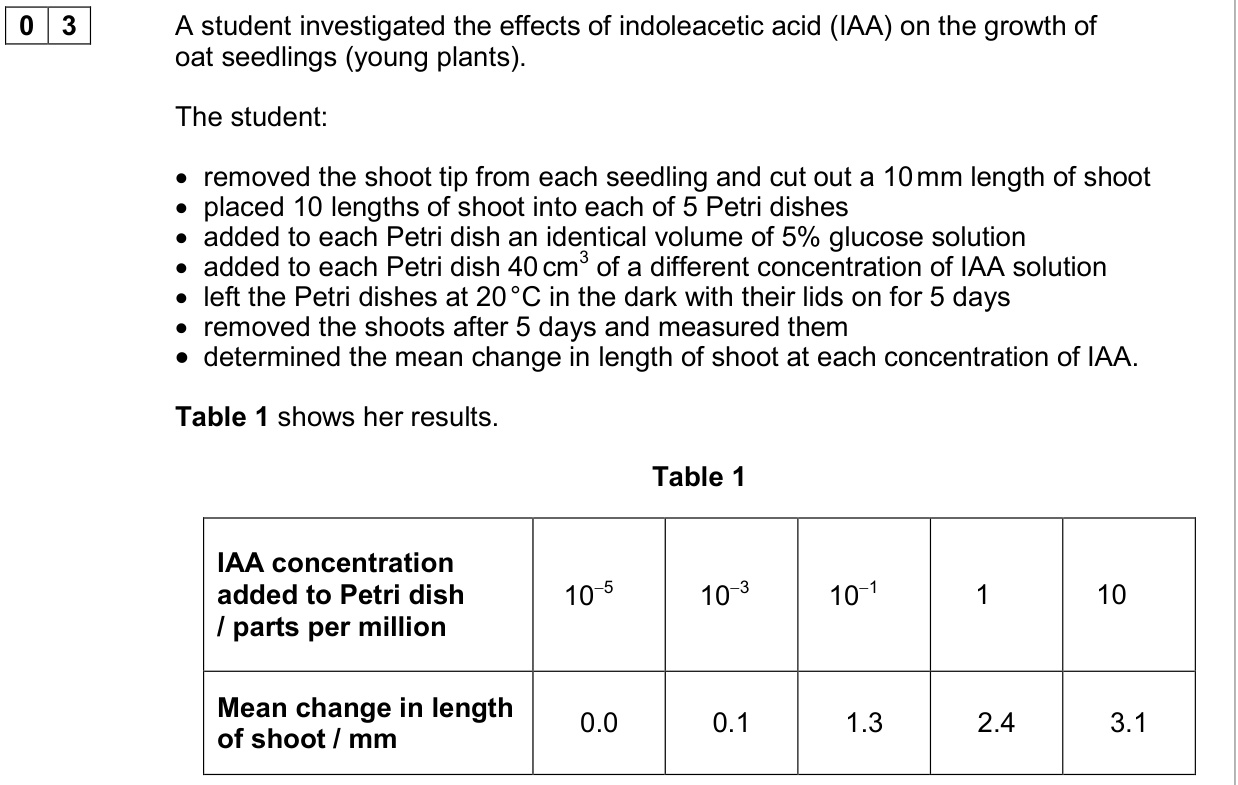 0 3 A student investigated the effects of indoleacetic acid (IAA) on the growth of
oat seedlings (young plants).
The student:
• removed the shoot tip from each seedling and cut out a 10 mm length of shoot
• placed 10 lengths of shoot into each of 5 Petri dishes
• added to each Petri dish an identical volume of 5% glucose solution
• added to each Petri dish 40 cm³ of a different concentration of IAA solution
• left the Petri dishes at 20 °C in the dark with their lids on for 5 days
• removed the shoots after 5 days and measured them
• determined the mean change in length of shoot at each concentration of IAA.
Table 1 shows her results.
Table 1
IAA concentration
added to Petri dish 10⁻⁵ 10⁻³ 10⁻¹ 1 10
/ parts per million
Mean change in length
of shoot / mm 0.0 0.1 1.3 2.4 3.1